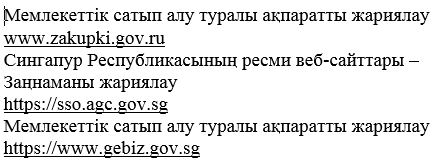 Мемлекеттік сатып алу туралы ақпаратты жариялау
www.zakupki.gov.ru
Сингапур Республикасының ресми веб-сайттары –
Заңнаманы жариялау
https://sso.agc.gov.sg
Мемлекеттік сатып алу туралы ақпаратты жариялау
https://www.gebiz.gov.sg